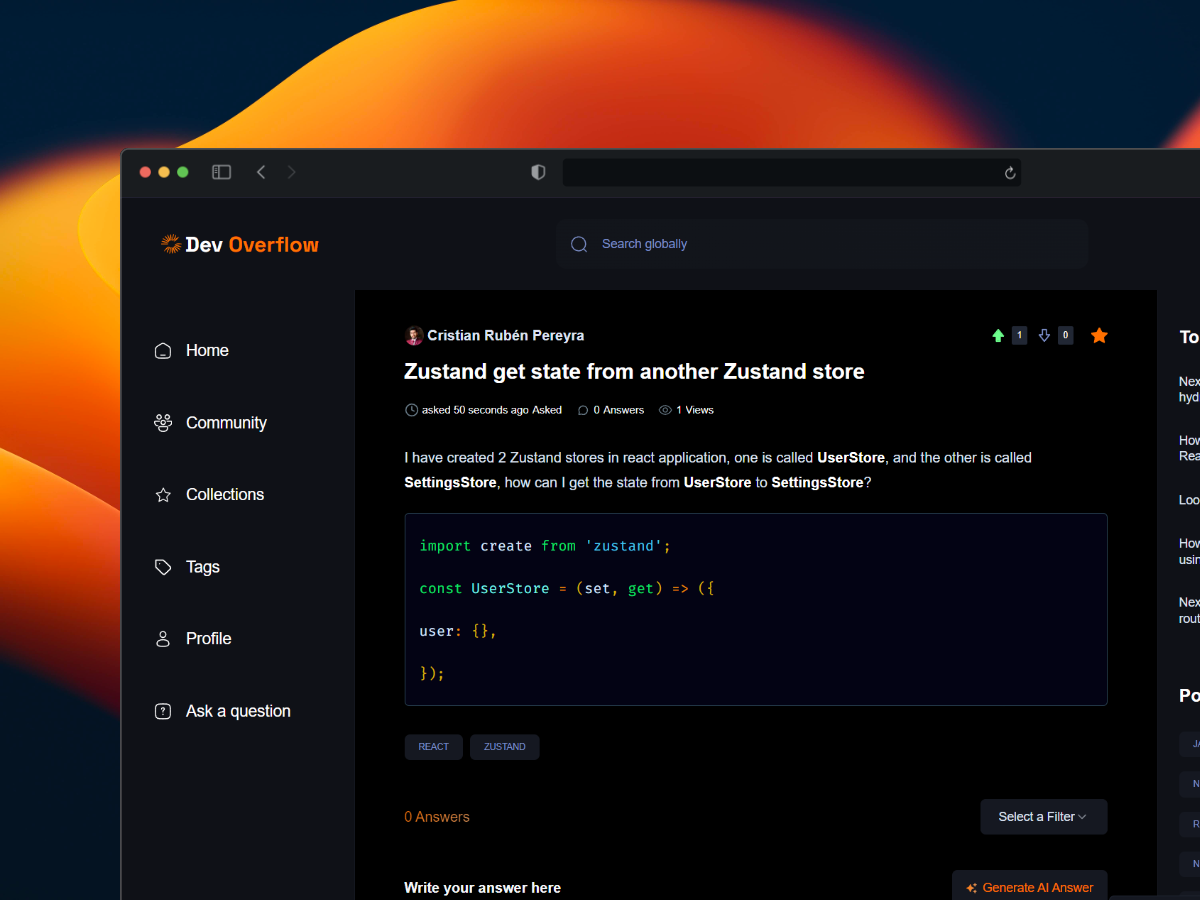 Dev Overflow
Search globally
Home
Community
Collections
Tags
Profile
Ask a question
Cristian Rubén Pereyra
1
0
Zustand get state from another Zustand store
asked 50 seconds ago Asked
0 Answers
1 Views
I have created 2 Zustand stores in react application, one is called UserStore, and the other is called
SettingsStore, how can I get the state from UserStore to SettingsStore?
import create from 'zustand';
const UserStore = (set, get) => ({
user: {},
});
REACT
ZUSTAND
0 Answers
Select a Filter
Write your answer here
Generate AI Answer
To
Nex
hyd
How
Rea
Loo
How
usin
Nex
rout
Po
JA
N
R
N